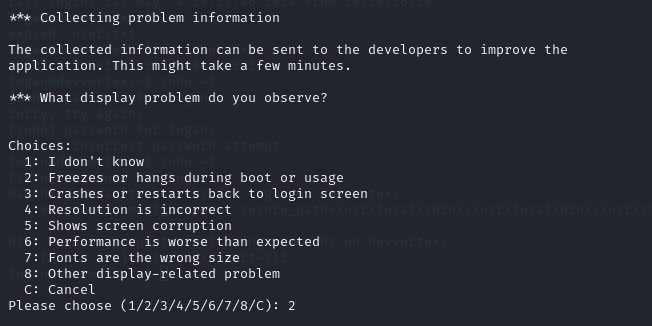 *** Collecting problem information
The collected information can be sent to the developers to improve the
application. This might take a few minutes.
*** What display problem do you observe?
Choices:
1: I don't know
2: Freezes or hangs during boot or usage
3: Crashes or restarts back to login screen
4: Resolution is incorrect
5: Shows screen corruption
6: Performance is worse than expected
7: Fonts are the wrong size
8: Other display-related problem
C: Cancel
Please choose (1/2/3/4/5/6/7/8/C): 2